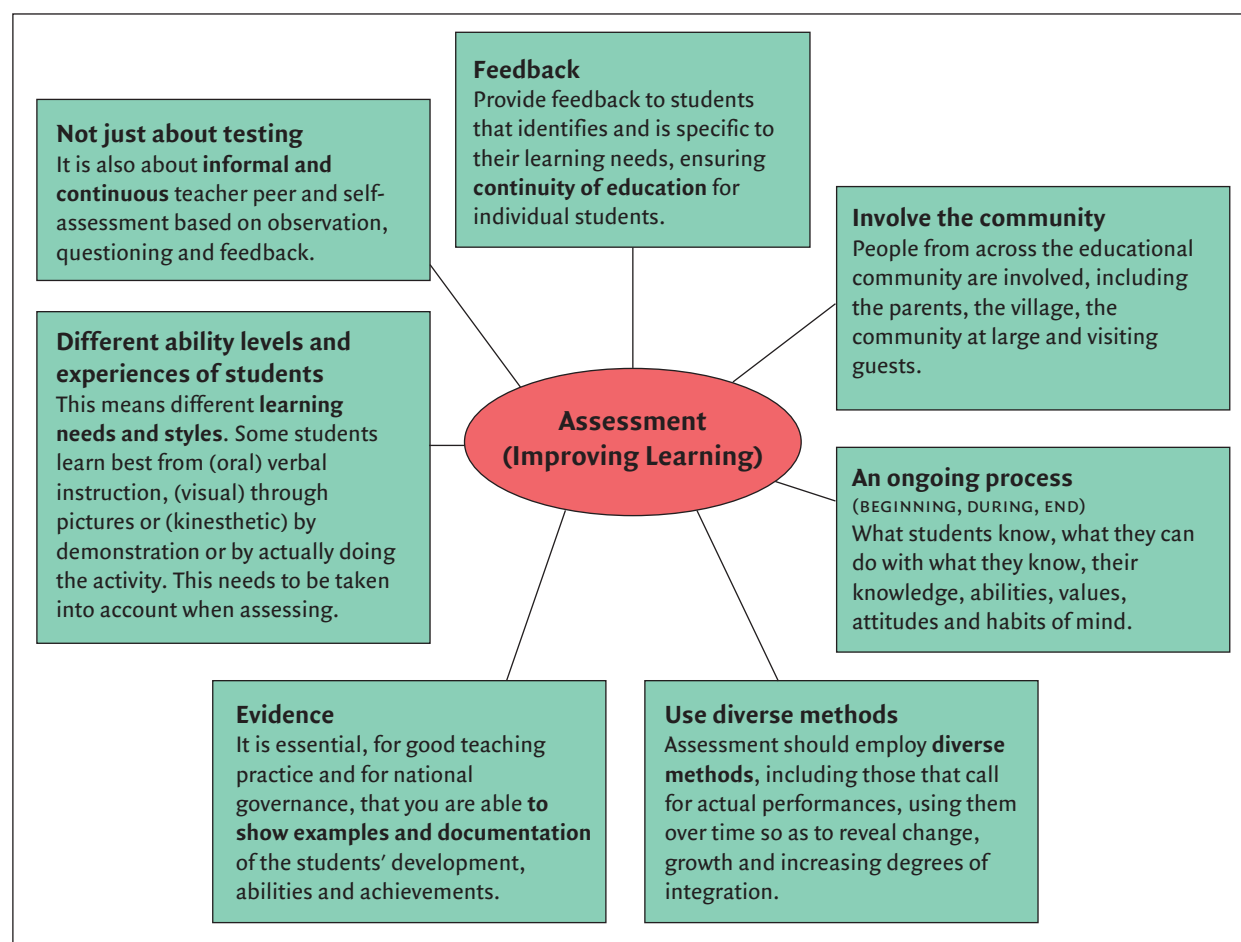 Feedback
Provide feedback to students
that identifies and is specific to
their learning needs, ensuring
continuity of education for
individual students.
Not just about testing
It is also about informal and
continuous teacher peer and self-
assessment based on observation,
questioning and feedback.
Involve the community
People from across the educational
community are involved, including
the parents, the village, the
community at large and visiting
guests.
Different ability levels and
experiences of students
This means different learning
needs and styles. Some students
learn best from (oral) verbal
instruction, (visual) through
pictures or (kinesthetic) by
demonstration or by actually doing
the activity. This needs to be taken
into account when assessing.
Assessment
(Improving Learning)
An ongoing process
(BEGINNING, DURING, END)
What students know, what they can
do with what they know, their
knowledge, abilities, values,
attitudes and habits of mind.
Evidence
It is essential, for good teaching
practice and for national
governance, that you are able to
show examples and documentation
of the students’ development,
abilities and achievements.
Use diverse methods
Assessment should employ diverse
methods, including those that call
for actual performances, using them
over time so as to reveal change,
growth and increasing degrees of
integration.